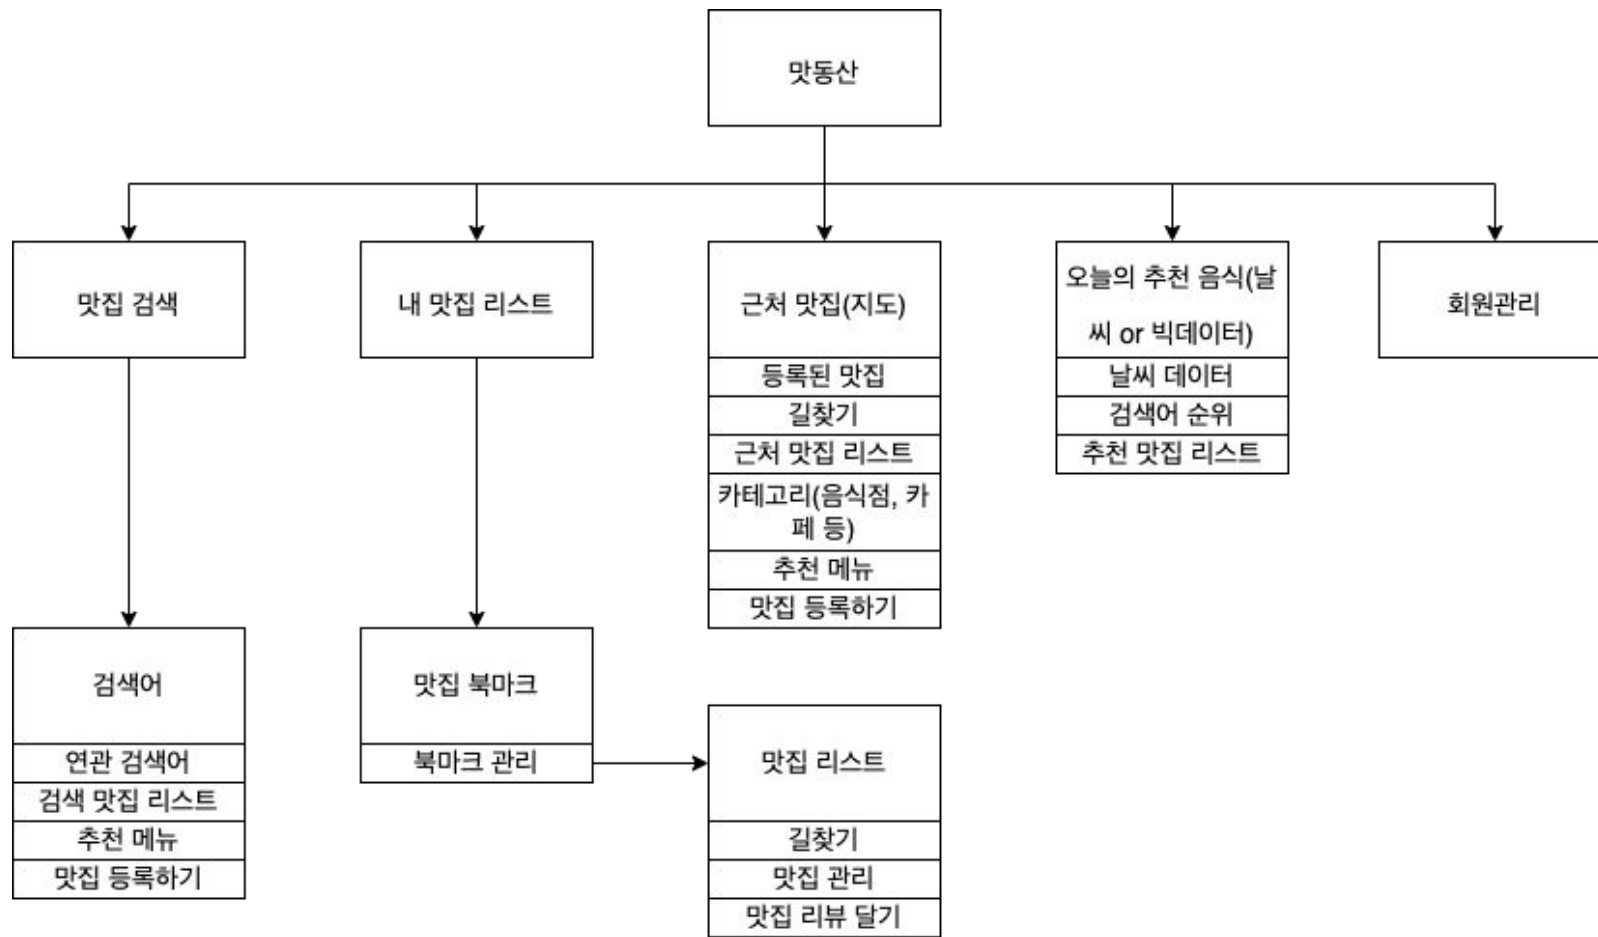 맛동산
맛집 검색
내 맛집 리스트
근처 맛집(지도)
등록된 맛집
길찾기
근처 맛집 리스트
카테고리(음식점, 카
페 등)
추천 메뉴
맛집 등록하기
오늘의 추천 음식(날
씨 or 빅데이터)
날씨 데이터
검색어 순위
추천 맛집 리스트
회원관리
검색어
연관 검색어
검색 맛집 리스트
추천 메뉴
맛집 등록하기
맛집 북마크
북마크 관리
맛집 리스트
길찾기
맛집 관리
맛집 리뷰 달기